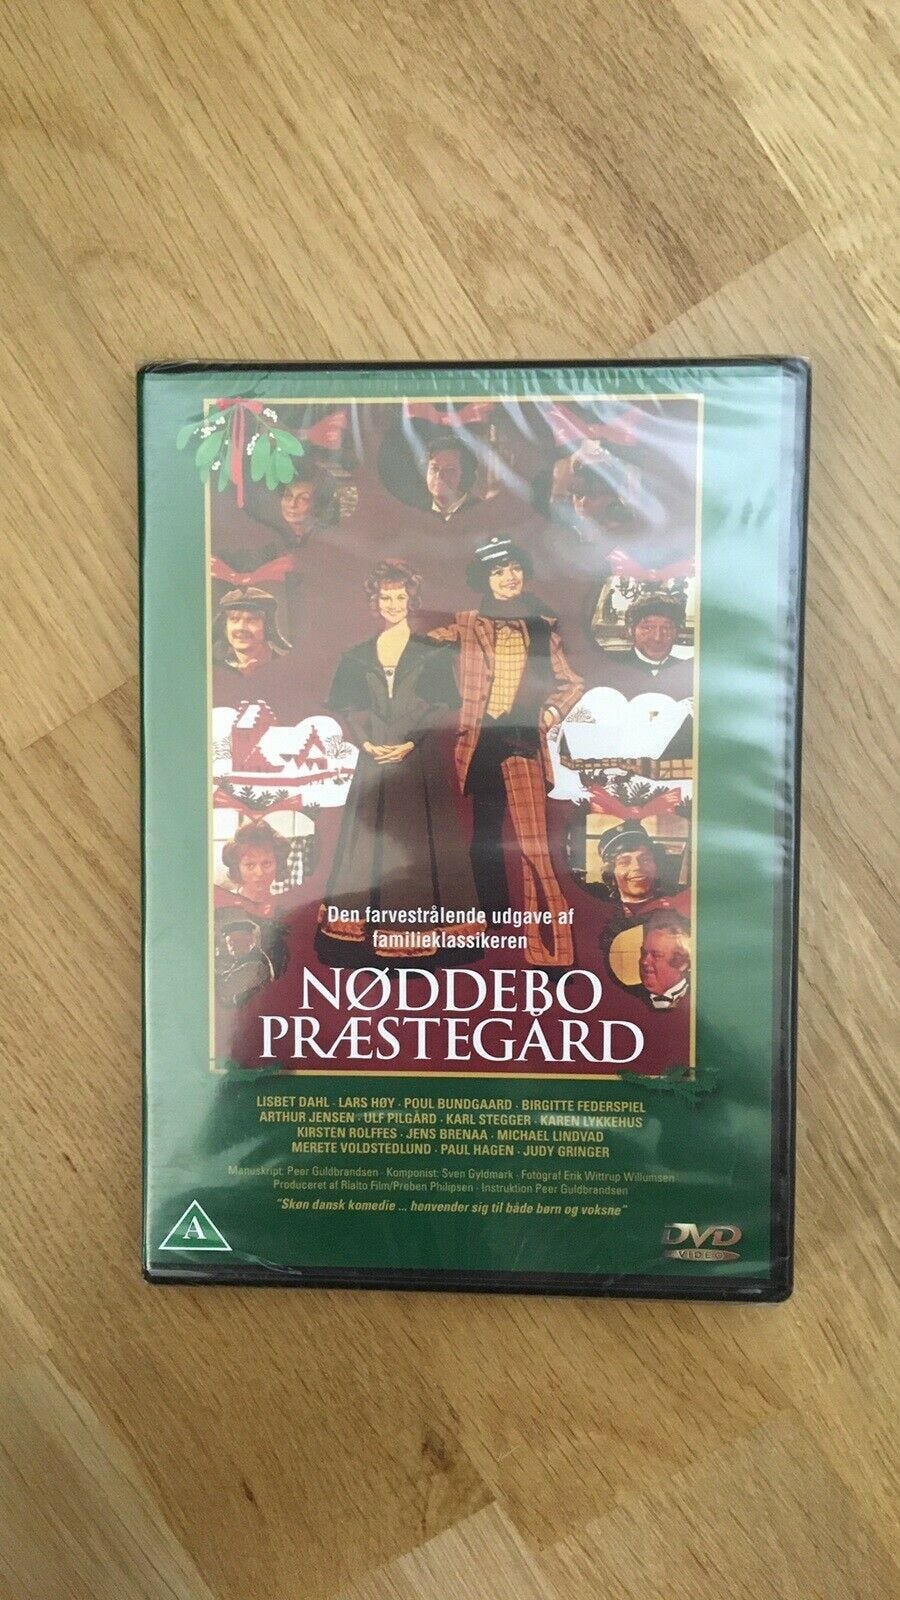 Den farvestrålende udgave af
familieklassikeren
NØDDEBO
PRÆSTEGÅRD
LISBET DAHL · LARS HØY · POUL BUNDGAARD · BIRGITTE FEDERSPIEL
ARTHUR JENSEN · ULF PILGÅRD · KARL STEGGER · KAREN LYKKEHUS
KIRSTEN ROLFFES · JENS BRENAA · MICHAEL LINDVAD
MERETE VOLDSTEDLUND · PAUL HAGEN · JUDY GRINGER
Manuskript: Peer Guldbrandsen · Komponist: Sven Gyldmark · Fotograf Erik Wittrup Willumsen
Produceret af Rialto Film/Preben Philipsen · Instruktion Peer Guldbrandsen
"Skøn dansk komedie ... henvender sig til både børn og voksne"
A
DVD
VIDEO